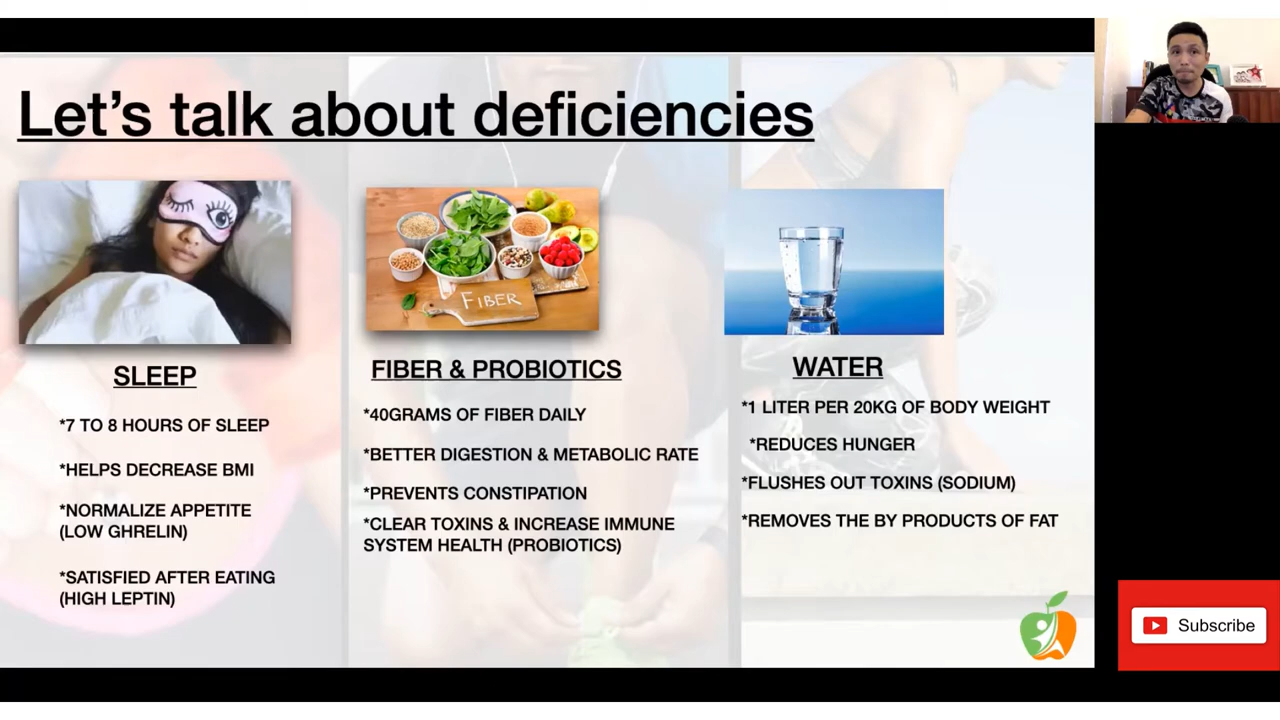 Let's talk about deficiencies
FIBER
SLEEP
*7 TO 8 HOURS OF SLEEP
*HELPS DECREASE BMI
*NORMALIZE APPETITE
(LOW GHRELIN)
*SATISFIED AFTER EATING
(HIGH LEPTIN)
FIBER & PROBIOTICS
*40GRAMS OF FIBER DAILY
*BETTER DIGESTION & METABOLIC RATE
*PREVENTS CONSTIPATION
*CLEAR TOXINS & INCREASE IMMUNE
SYSTEM HEALTH (PROBIOTICS)
WATER
*1 LITER PER 20KG OF BODY WEIGHT
*REDUCES HUNGER
*FLUSHES OUT TOXINS (SODIUM)
*REMOVES THE BY PRODUCTS OF FAT
Subscribe